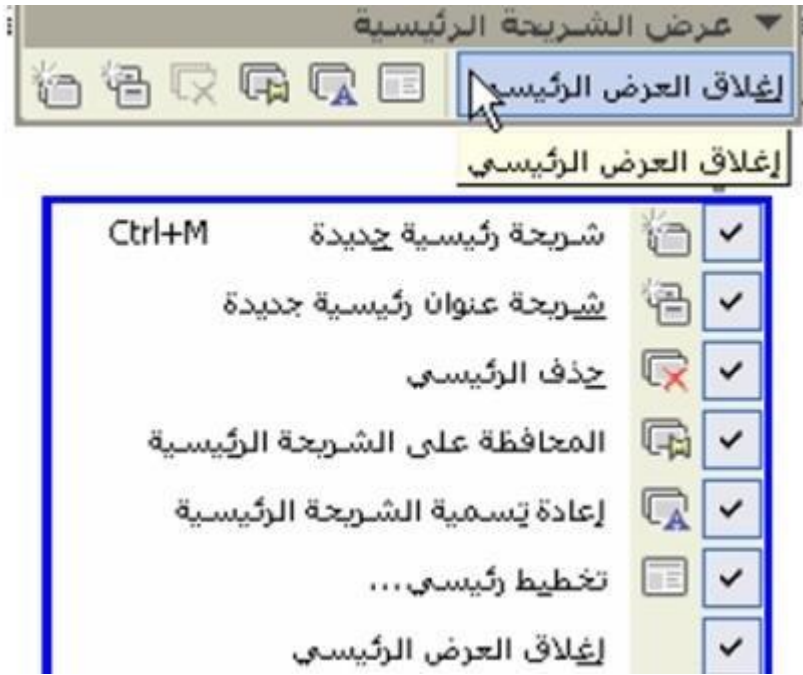 عرض الشريحة الرئيسية
إغلاق العرض الرئيسي
إغلاق العرض الرئيسي
شريحة رئيسية جديدة Ctrl+M
شريحة عنوان رئيسية جديدة
حذف الرئيسي
المحافظة على الشريحة الرئيسية
إعادة تسمية الشريحة الرئيسية
تخطيط رئيسي...
إغلاق العرض الرئيسي